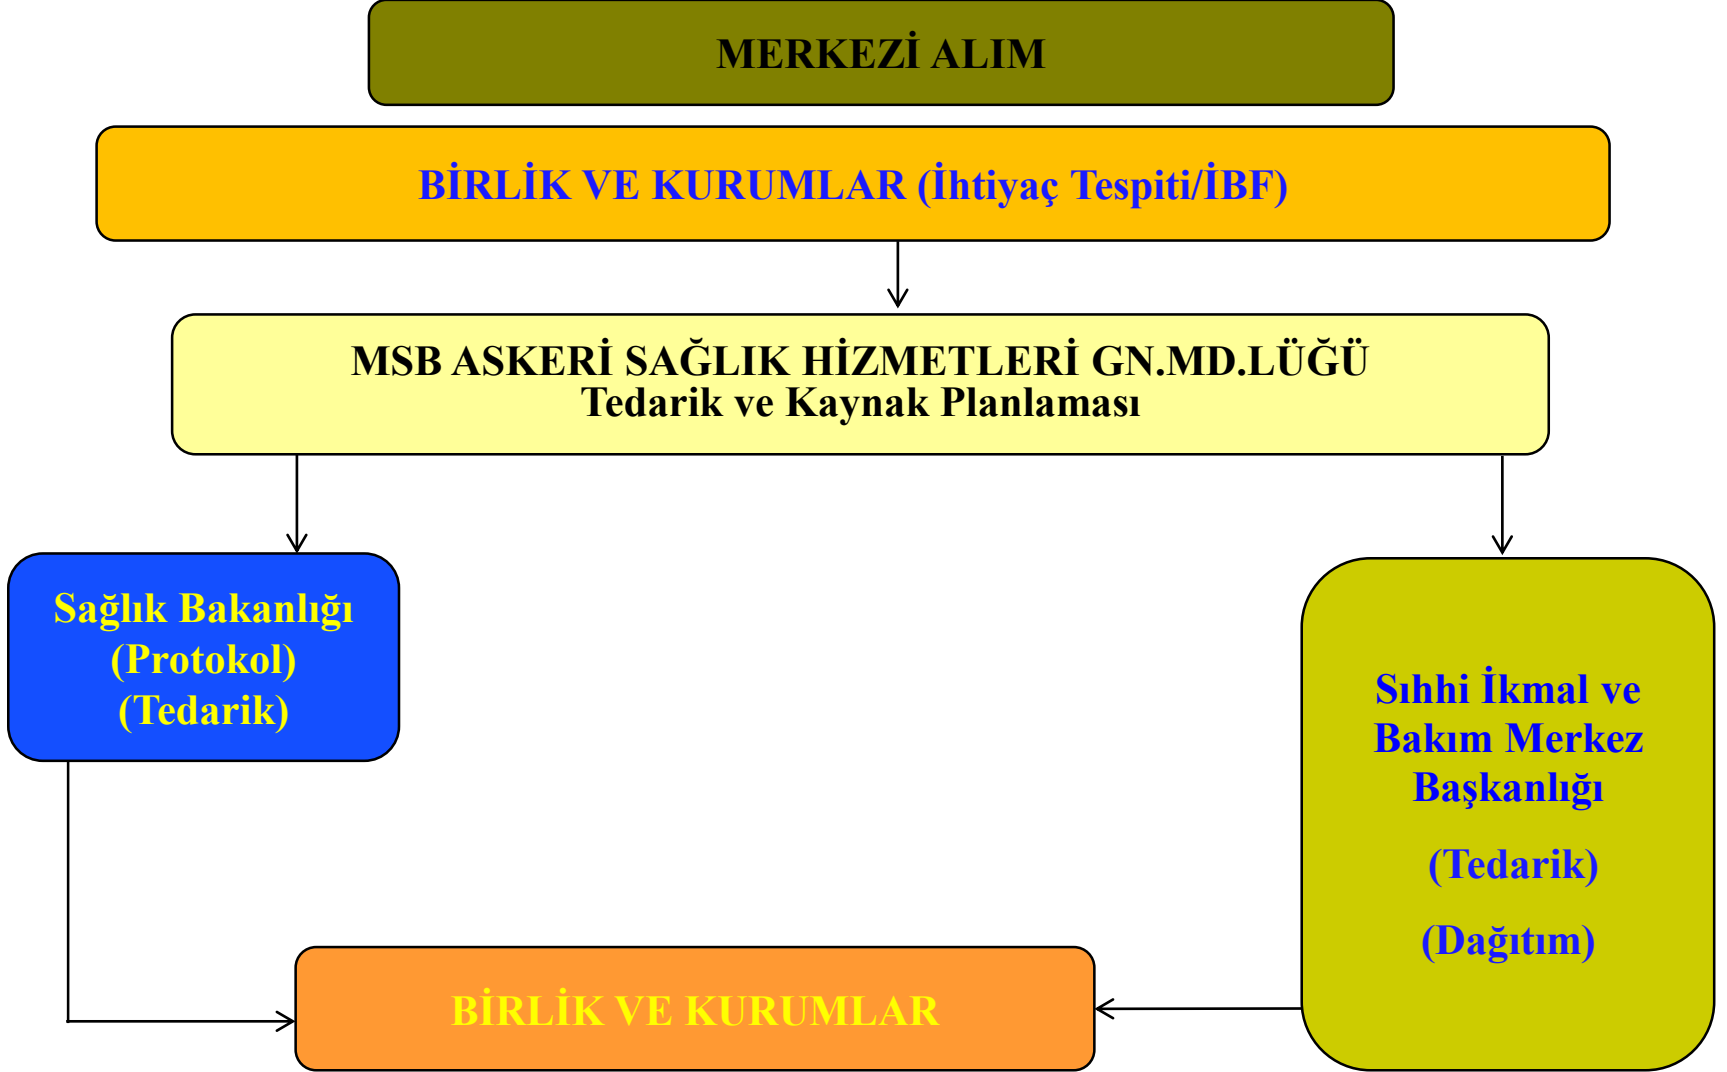 MERKEZİ ALIM
BİRLİK VE KURUMLAR (İhtiyaç Tespiti/İBF)
MSB ASKERİ SAĞLIK HİZMETLERİ GN.MD.LÜĞÜ
Tedarik ve Kaynak Planlaması
Sağlık Bakanlığı
(Protokol)
(Tedarik)
Sıhhi İkmal ve
Bakım Merkez
Başkanlığı
(Tedarik)
(Dağıtım)
BİRLİK VE KURUMLAR